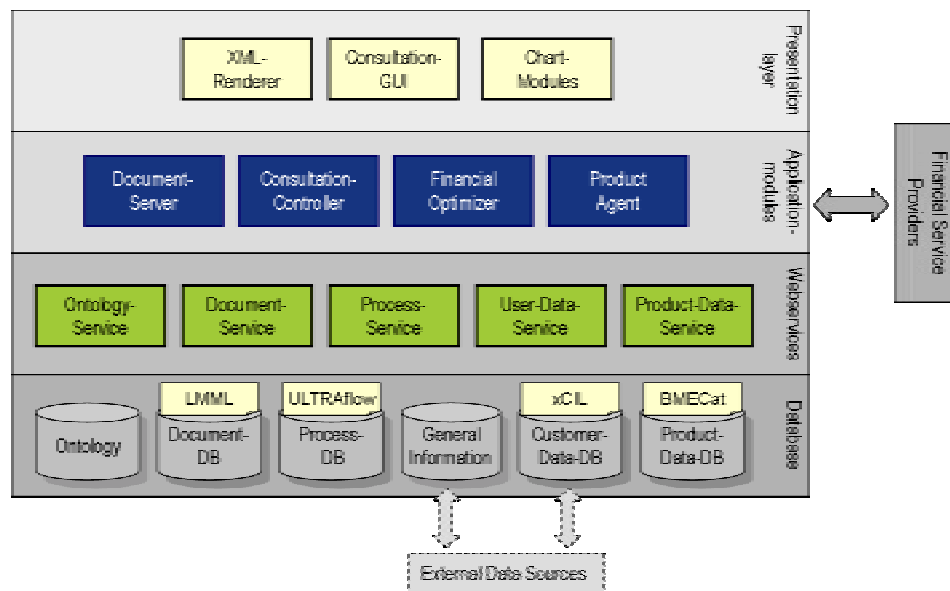 XML-
Renderer
Consultation-
GUI
Chart-
Modules
Presentation
layer
Document-
Server
Consultation-
Controller
Financial
Optimizer
Product
Agent
Application-
modules
Financial Service
Providers
Ontology-
Service
Document-
Service
Process-
Service
User-Data-
Service
Product-Data-
Service
Webservices
LMML
ULTRAflow
xCIL
BMECat
Ontology
Document-
DB
Process-
DB
General
Information
Customer-
Data-DB
Product-
Data-DB
Database
External Data Sources